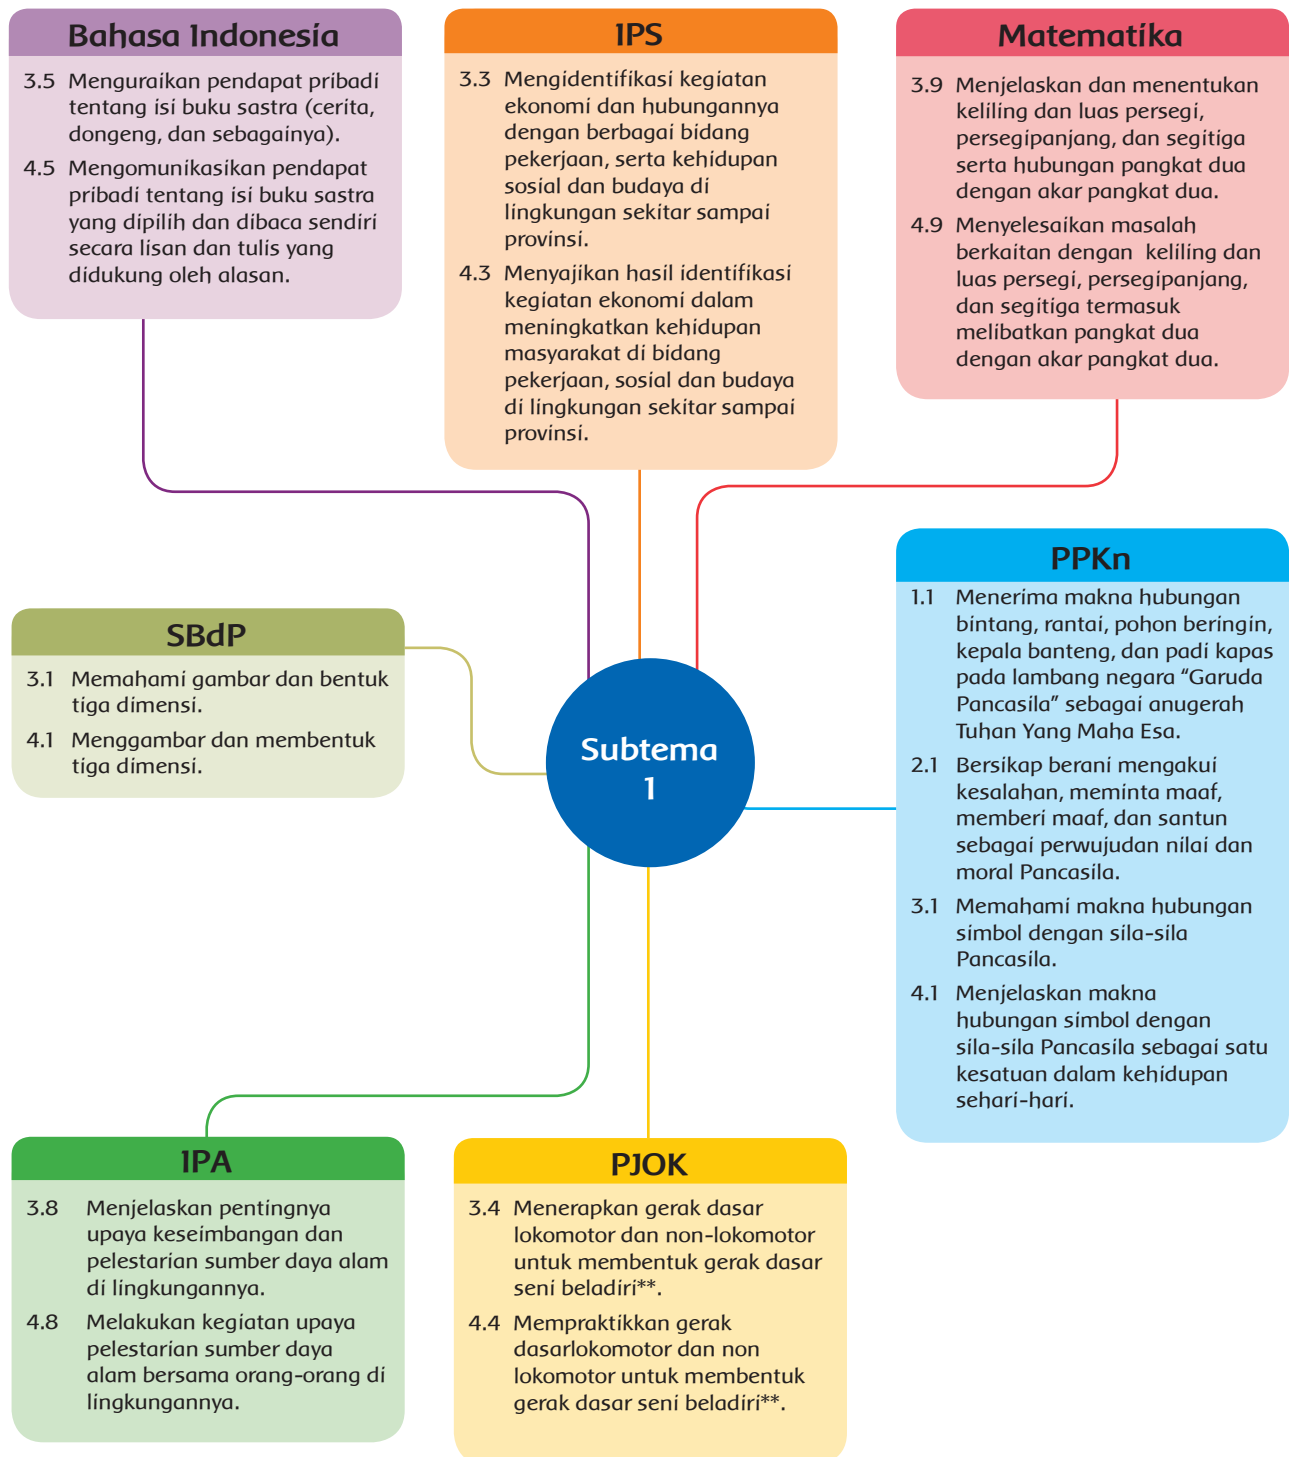 Bahasa Indonesia
3.5 Menguraikan pendapat pribadi
tentang isi buku sastra (cerita,
dongeng, dan sebagainya).
4.5 Mengomunikasikan pendapat
pribadi tentang isi buku sastra
yang dipilih dan dibaca sendiri
secara lisan dan tulis yang
didukung oleh alasan.
IPS
3.3 Mengidentifikasi kegiatan
ekonomi dan hubungannya
dengan berbagai bidang
pekerjaan, serta kehidupan
sosial dan budaya di
lingkungan sekitar sampai
provinsi.
4.3 Menyajikan hasil identifikasi
kegiatan ekonomi dalam
meningkatkan kehidupan
masyarakat di bidang
pekerjaan, sosial dan budaya
di lingkungan sekitar sampai
provinsi.
Matematika
3.9 Menjelaskan dan menentukan
keliling dan luas persegi,
persegipanjang, dan segitiga
serta hubungan pangkat dua
dengan akar pangkat dua.
4.9 Menyelesaikan masalah
berkaitan dengan keliling dan
luas persegi, persegipanjang,
dan segitiga termasuk
melibatkan pangkat dua
dengan akar pangkat dua.
SBdP
3.1 Memahami gambar dan bentuk
tiga dimensi.
4.1 Menggambar dan membentuk
tiga dimensi.
Subtema
1
PPKn
1.1 Menerima makna hubungan
bintang, rantai, pohon beringin,
kepala banteng, dan padi kapas
pada lambang negara “Garuda
Pancasila” sebagai anugerah
Tuhan Yang Maha Esa.
2.1 Bersikap berani mengakui
kesalahan, meminta maaf,
memberi maaf, dan santun
sebagai perwujudan nilai dan
moral Pancasila.
3.1 Memahami makna hubungan
simbol dengan sila-sila
Pancasila.
4.1 Menjelaskan makna
hubungan simbol dengan
sila-sila Pancasila sebagai satu
kesatuan dalam kehidupan
sehari-hari.
IPA
3.8 Menjelaskan pentingnya
upaya keseimbangan dan
pelestarian sumber daya alam
di lingkungannya.
4.8 Melakukan kegiatan upaya
pelestarian sumber daya
alam bersama orang-orang di
lingkungannya.
PJOK
3.4 Menerapkan gerak dasar
lokomotor dan non-lokomotor
untuk membentuk gerak dasar
seni beladiri**.
4.4 Mempraktikkan gerak
dasarlokomotor dan non
lokomotor untuk membentuk
gerak dasar seni beladiri**.